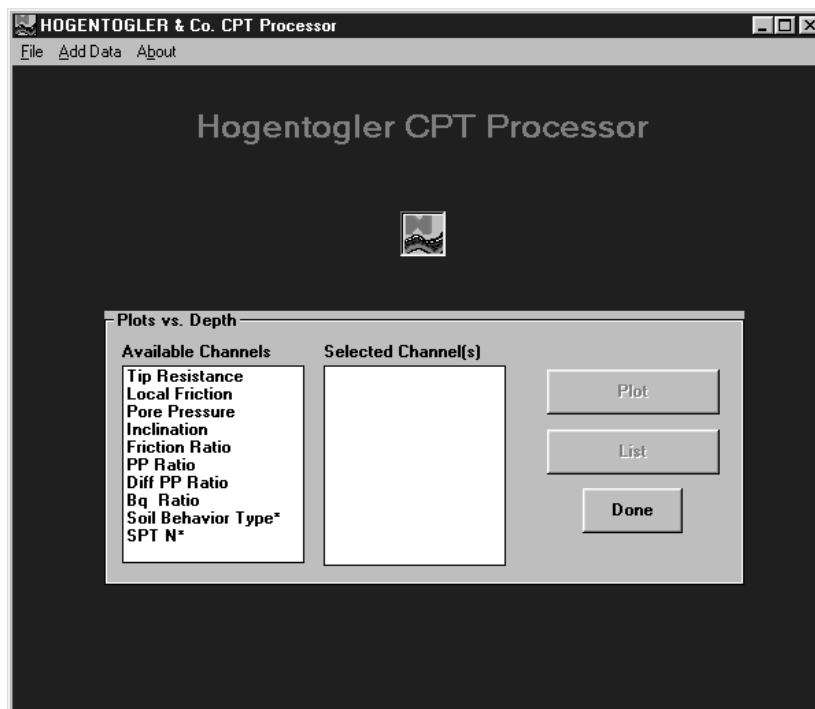 HOGENTOGLER & Co. CPT Processor
File Add Data About
Hogentogler CPT Processor
Plots vs. Depth
Available Channels
Tip Resistance
Local Friction
Pore Pressure
Inclination
Friction Ratio
PP Ratio
Diff PP Ratio
Bq Ratio
Soil Behavior Type*
SPT N*
Selected Channel(s)
Plot
List
Done